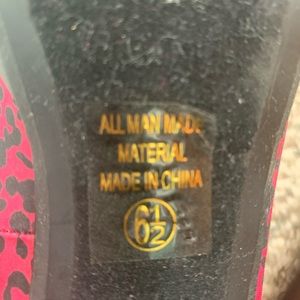 ALL MAN MADE
MATERIAL
MADE IN CHINA
6 1/2